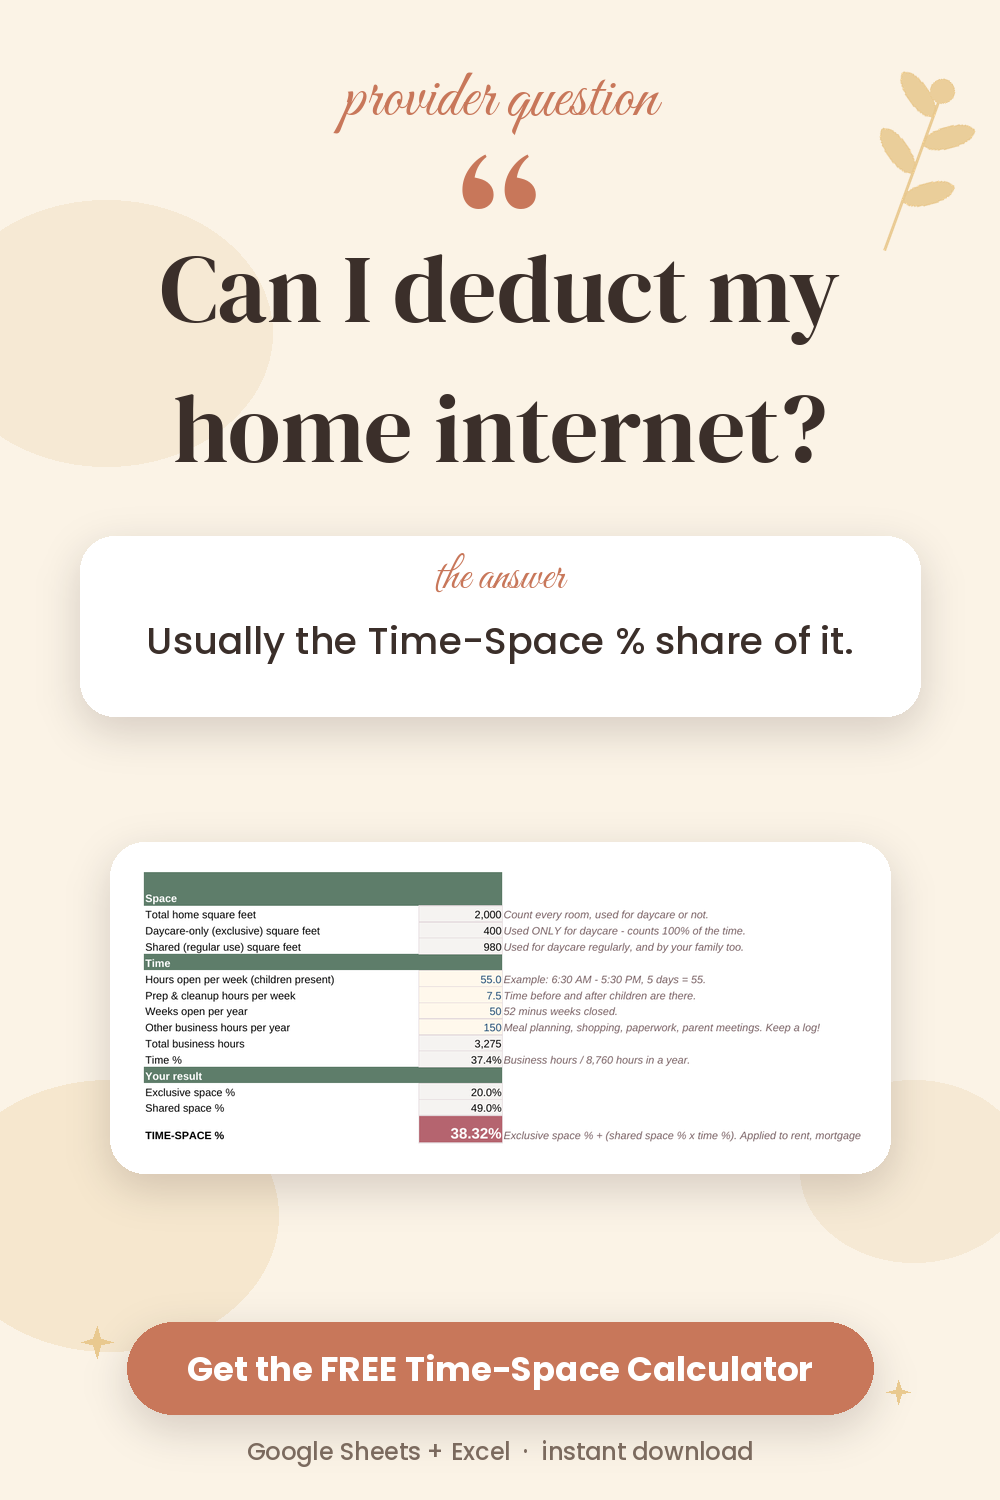 provider question
“
Can I deduct my
home internet?
the answer
Usually the Time-Space % share of it.
Space
Total home square feet 2,000 Count every room, used for daycare or not.
Daycare-only (exclusive) square feet 400 Used ONLY for daycare - counts 100% of the time.
Shared (regular use) square feet 980 Used for daycare regularly, and by your family too.
Time
Hours open per week (children present) 55.0 Example: 6:30 AM - 5:30 PM, 5 days = 55.
Prep & cleanup hours per week 7.5 Time before and after children are there.
Weeks open per year 50 52 minus weeks closed.
Other business hours per year 150 Meal planning, shopping, paperwork, parent meetings. Keep a log!
Total business hours 3,275
Time % 37.4% Business hours / 8,760 hours in a year.
Your result
Exclusive space % 20.0%
Shared space % 49.0%
TIME-SPACE % 38.32% Exclusive space % + (shared space % x time %). Applied to rent, mortgage
Get the FREE Time-Space Calculator
Google Sheets + Excel · instant download